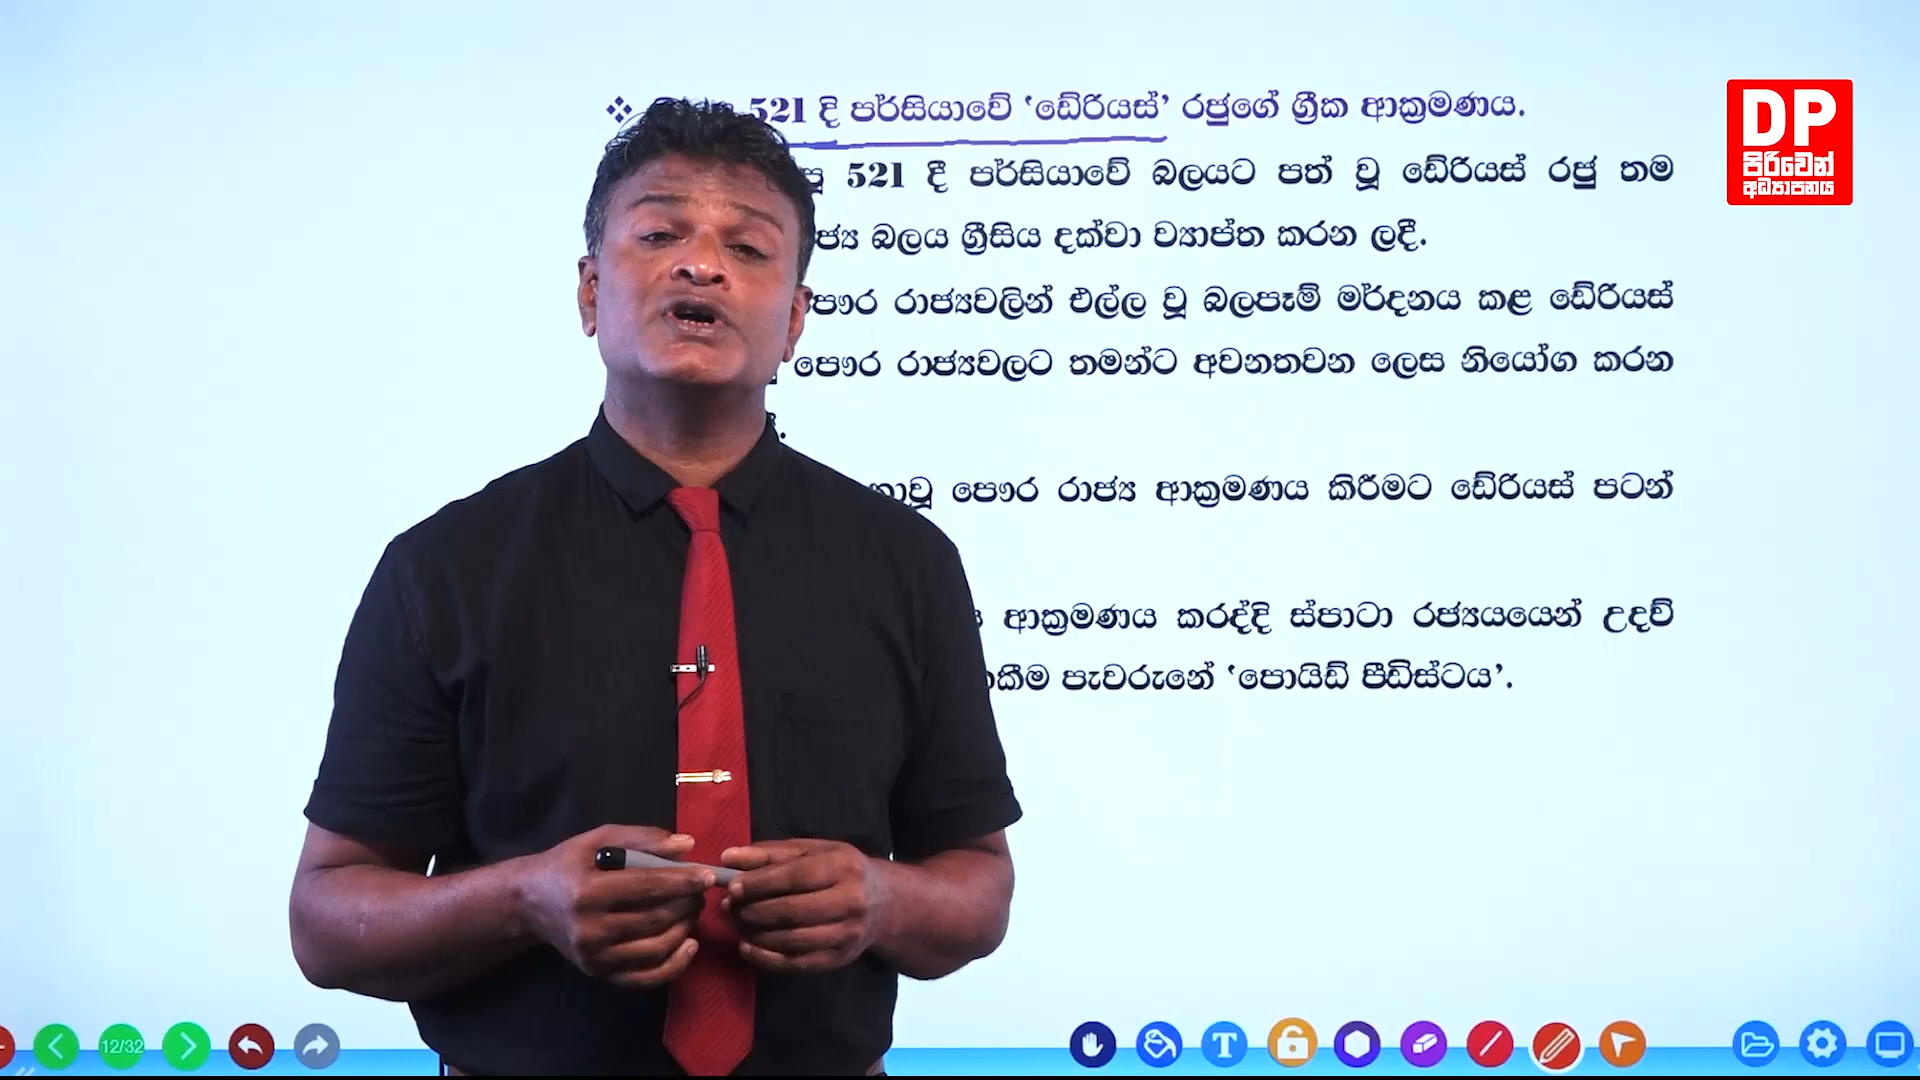 521 දි පර්සියාවේ ‘ඩේරියස්’ රජුගේ ග්‍රීක ආක්‍රමණය.
DP
පිරිවෙන්
අධ්‍යාපනය
පූ 521 දී පර්සියාවේ බලයට පත් වූ ඩේරියස් රජු තම
බලය ග්‍රීසිය දක්වා ව්‍යාප්ත කරන ලදී.
පෞර රාජ්‍යවලින් එල්ල වූ බලපෑම් මර්දනය කළ ඩේරියස්
පෞර රාජ්‍යවලට තමන්ට අවනතවන ලෙස නියෝග කරන
පෞර රාජ්‍ය ආක්‍රමණය කිරීමට ඩේරියස් පටන්
ආක්‍රමණය කරද්දි ස්පාටා රජ්‍යයයෙන් උදව්
පැවරුනේ ‘පොයිඩ් පීඩිස්ටය’.
12/32
T